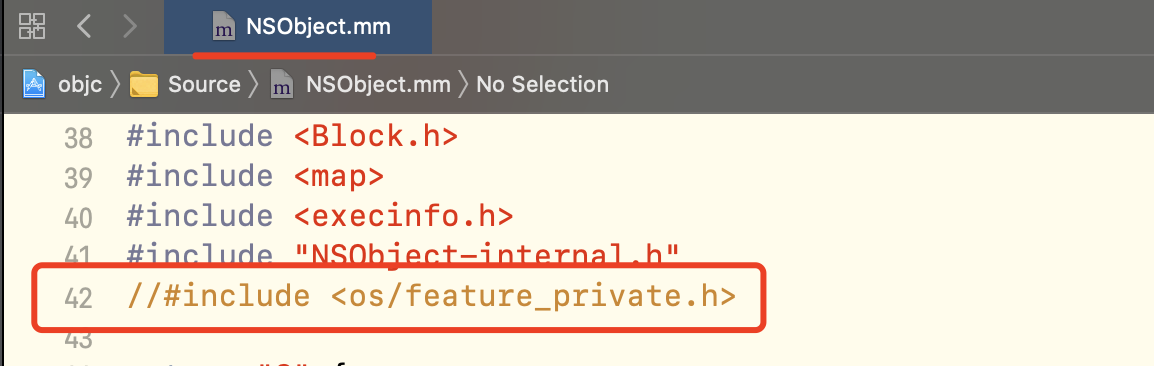 NSObject.mm
objc 〉 Source 〉 NSObject.mm 〉 No Selection
38 #include <Block.h>
39 #include <map>
40 #include <execinfo.h>
41 #include "NSObject-internal.h"
42 //#include <os/feature_private.h>
43